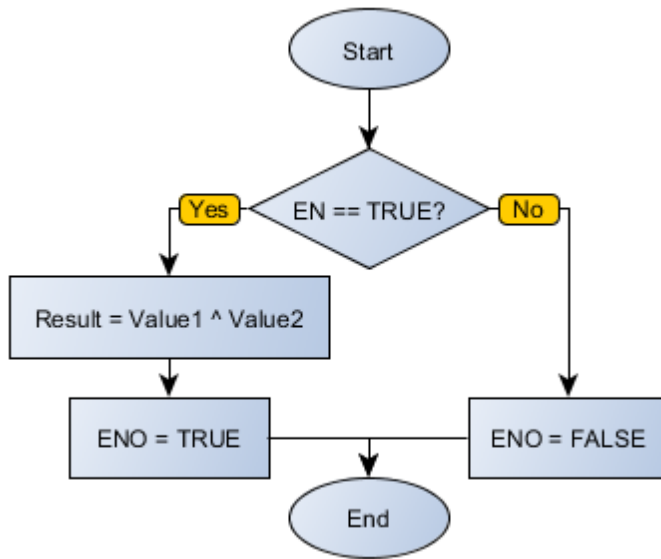 Start
EN == TRUE?
Yes
No
Result = Value1 ^ Value2
ENO = TRUE
ENO = FALSE
End